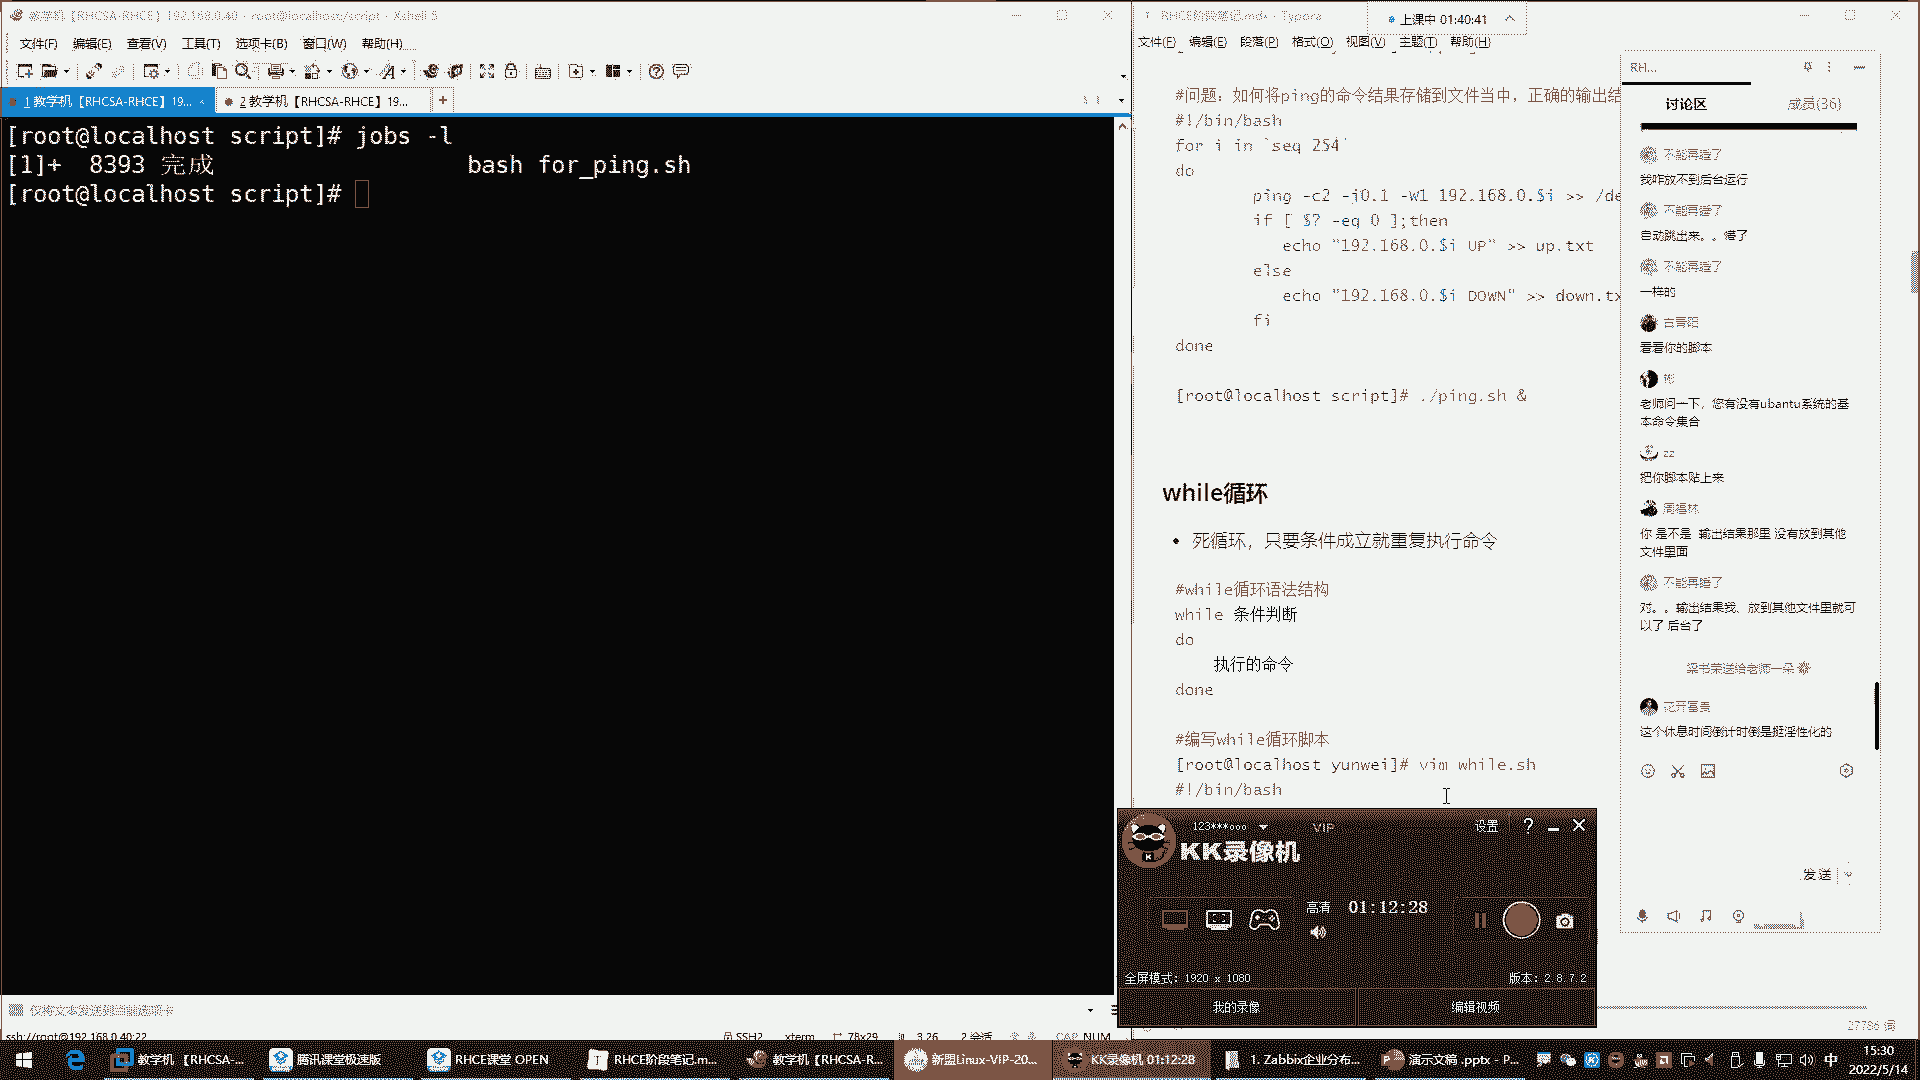 教学机【RHCSA-RHCE】192.168.0.40 - root@localhost:/script - Xshell 5
文件(F) 编辑(E) 查看(V) 工具(T) 选项卡(B) 窗口(W) 帮助(H)
1 教学机【RHCSA-RHCE】19...
2 教学机【RHCSA-RHCE】19...
[root@localhost script]# jobs -l
[1]+  8393 完成                  bash for_ping.sh
[root@localhost script]#
仅将文本发送到当前选项卡
ssh://root@192.168.0.40:22
SSH2 xterm 78x29 3,26 2 会话 CAP NUM
RHCE阶段笔记.md• - Typora
上课中 01:40:41
文件(F) 编辑(E) 段落(P) 格式(O) 视图(V) 主题(T) 帮助(H)
#问题：如何将ping的命令结果存储到文件当中，正确的输出结
#!/bin/bash
for i in `seq 254`
do
ping -c2 -i0.1 -W1 192.168.0.$i >> /de
if [ $? -eq 0 ];then
echo "192.168.0.$i UP" >> up.txt
else
echo "192.168.0.$i DOWN" >> down.tx
fi
done
[root@localhost script]# ./ping.sh &
while循环
死循环，只要条件成立就重复执行命令
#while循环语法结构
while 条件判断
do
执行的命令
done
#编写while循环脚本
[root@localhost yunwei]# vim while.sh
#!/bin/bash
27786 词
RH...
讨论区
成员(36)
不能再睡了
我咋放不到后台运行
不能再睡了
自动跳出来。。懵了
不能再睡了
一样的
看看你的脚本
老师问一下，您有没有ubantu系统的基
本命令集合
zz
把你脚本贴上来
周福林
你 是不是  输出结果那里 没有放到其他
文件里面
不能再睡了
对。。输出结果我、放到其他文件里就可
以了 后台了
梁书荣送给老师一朵
花开富贵
这个休息时间倒计时倒是挺淫性化的
发送
123***ooo VIP 设置
KK录像机
高清 01:12:28
全屏模式：1920 x 1080
版本：2.8.7.2
我的录像
编辑视频
教学机 【RHCSA-...
腾讯课堂极速版
RHCE课堂 OPEN
RHCE阶段笔记.m...
教学机【RHCSA-R...
新盟Linux-VIP-20...
KK录像机 01:12:28
1. Zabbix企业分布...
演示文稿 .pptx - P...
中
15:30
2022/5/14